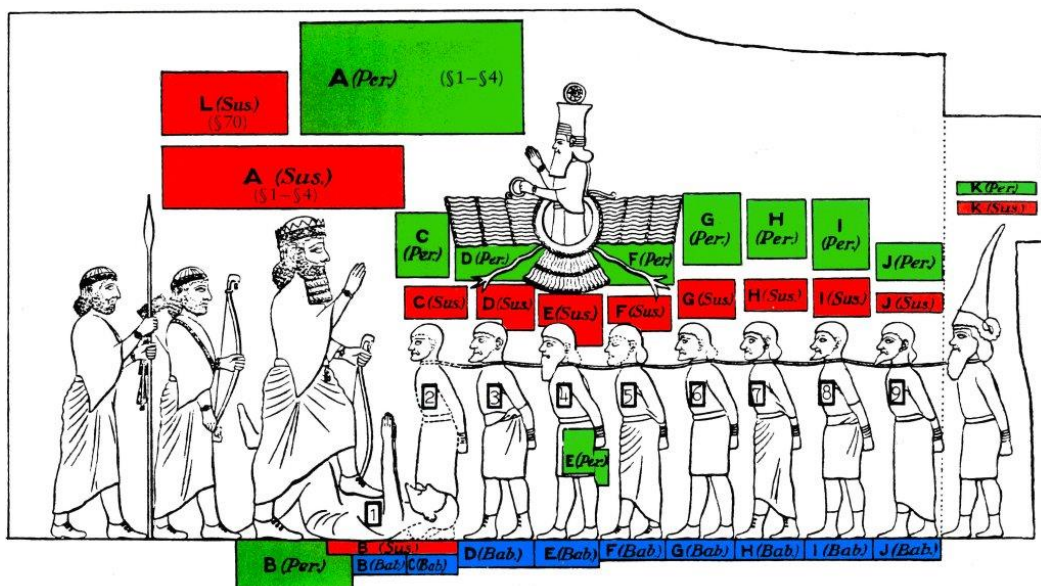 A (Per.) (§1–§4)
L (Sus.)
(§70)
A (Sus.)
(§1–§4)
K (Per.)
K (Sus.)
C
(Per.)
D (Per.)
F (Per.)
G
(Per.)
H
(Per.)
I
(Per.)
J (Per.)
C (Sus.)
D (Sus.)
E (Sus.)
F (Sus.)
G (Sus.)
H (Sus.)
I (Sus.)
J (Sus.)
2
3
4
5
6
7
8
9
E (Per.)
1
B (Sus.)
B (Per.)
B (Bab.)
C (Bab.)
D (Bab.)
E (Bab.)
F (Bab.)
G (Bab.)
H (Bab.)
I (Bab.)
J (Bab.)